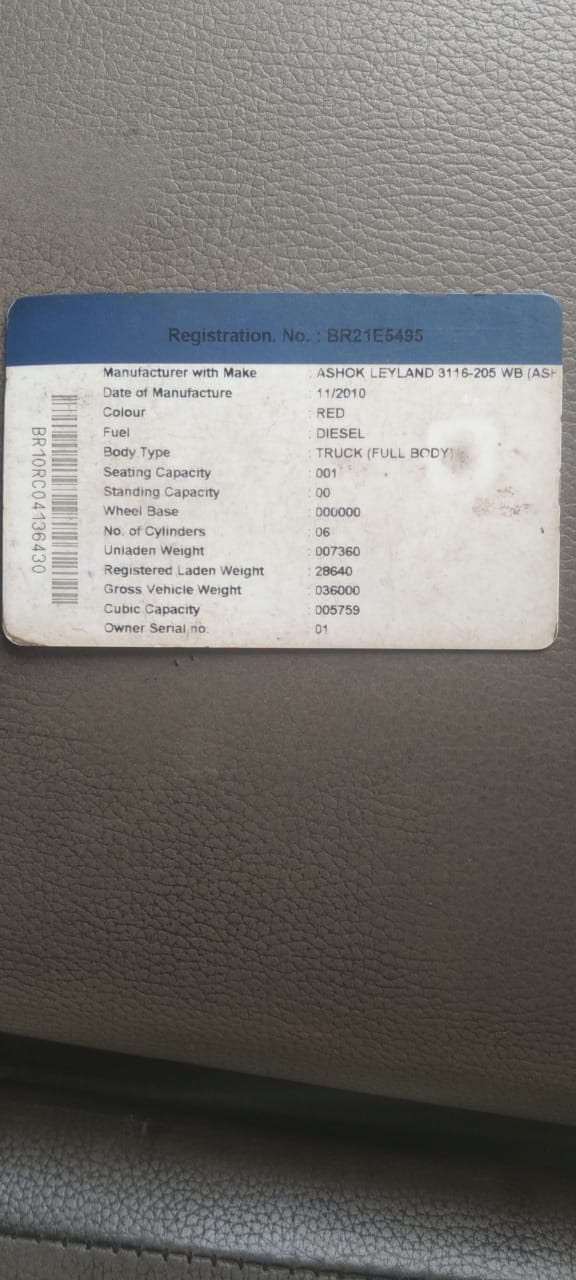 Registration. No. : BR21E5495
Manufacturer with Make : ASHOK LEYLAND 3116-205 WB (ASH
Date of Manufacture : 11/2010
Colour : RED
Fuel : DIESEL
Body Type : TRUCK (FULL BODY)
Seating Capacity : 001
Standing Capacity : 00
Wheel Base : 000000
No. of Cylinders : 06
Unladen Weight : 007360
Registered Laden Weight : 28640
Gross Vehicle Weight : 036000
Cubic Capacity : 005759
Owner Serial no. : 01
BR10RC04136430